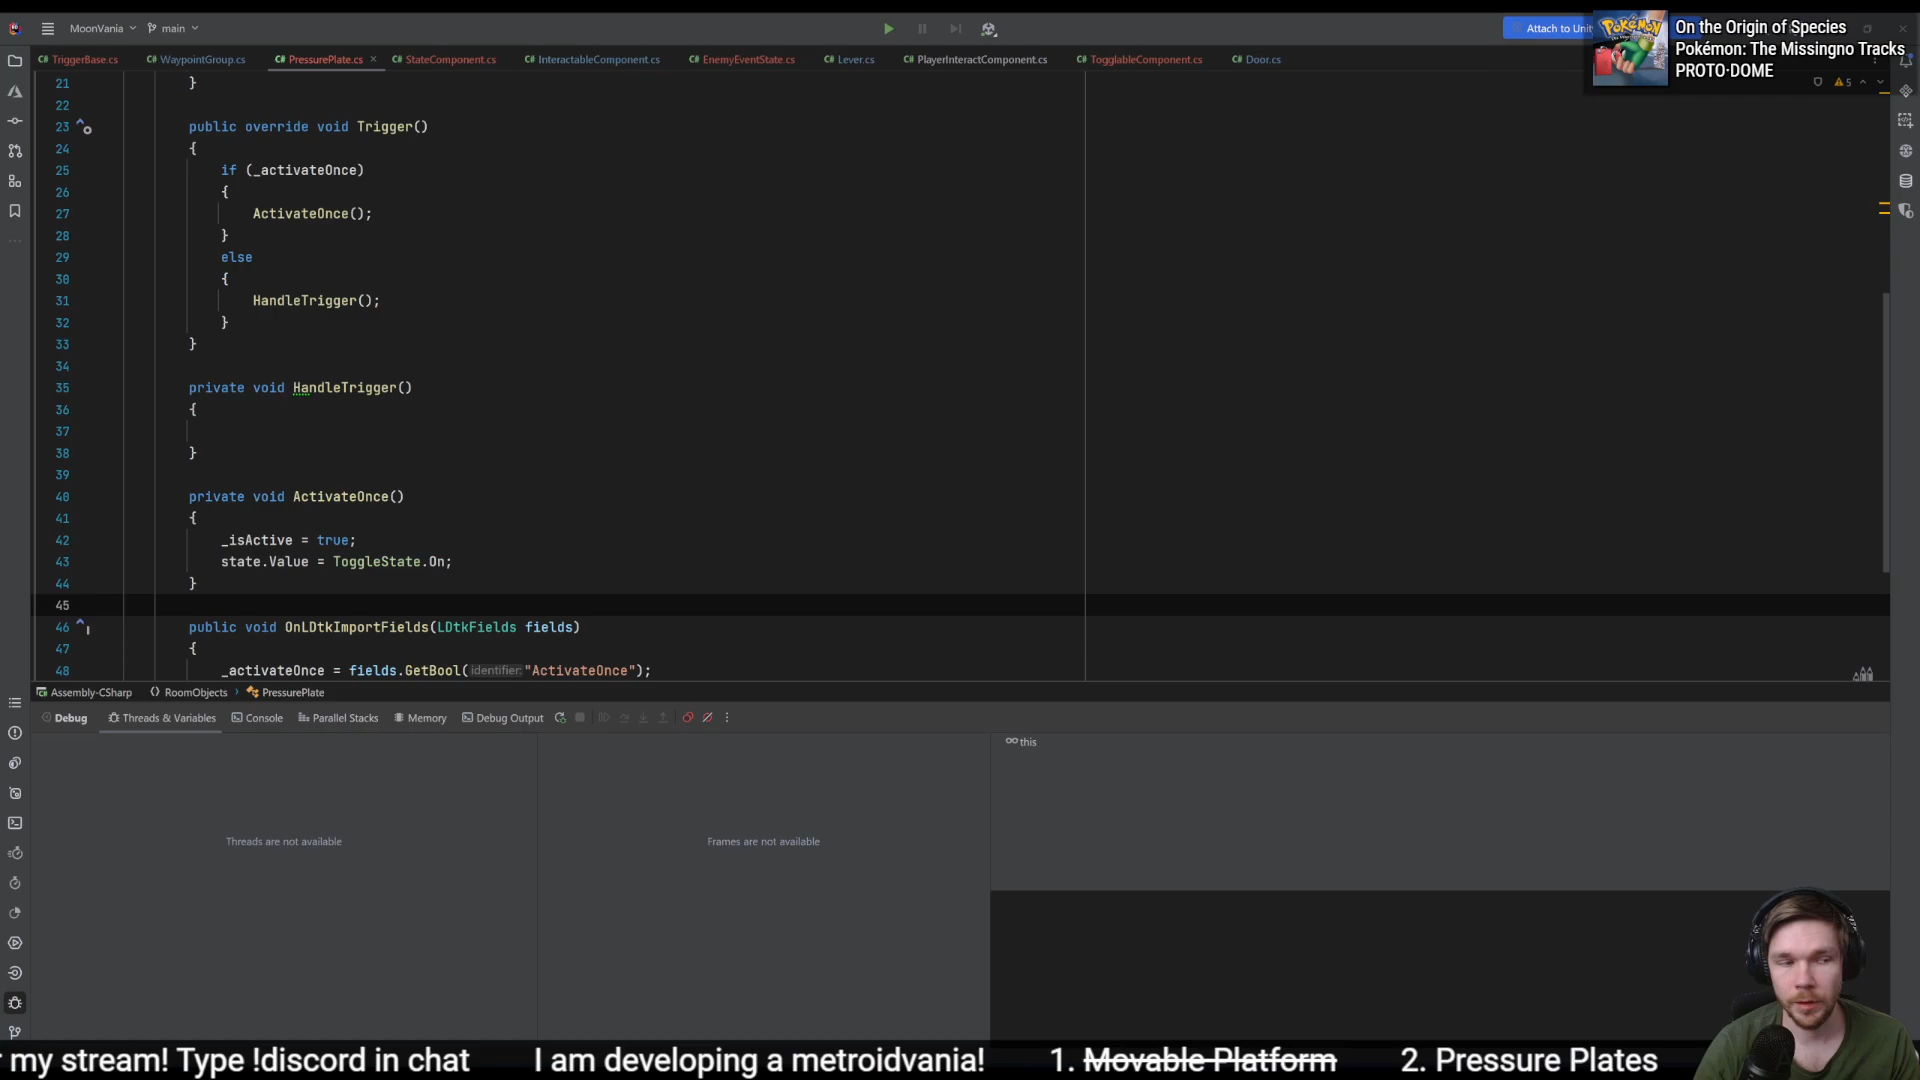 MoonVania
main
Attach to Unit
On the Origin of Species
Pokémon: The Missingno Tracks
PROTO·DOME
C# TriggerBase.cs
C# WaypointGroup.cs
C# PressurePlate.cs
C# StateComponent.cs
C# InteractableComponent.cs
C# EnemyEventState.cs
C# Lever.cs
C# PlayerInteractComponent.cs
C# TogglableComponent.cs
C# Door.cs
5
21 }
22
23 public override void Trigger()
24 {
25 if (_activateOnce)
26 {
27 ActivateOnce();
28 }
29 else
30 {
31 HandleTrigger();
32 }
33 }
34
35 private void HandleTrigger()
36 {
37
38 }
39
40 private void ActivateOnce()
41 {
42 _isActive = true;
43 state.Value = ToggleState.On;
44 }
45
46 public void OnLDtkImportFields(LDtkFields fields)
47 {
48 _activateOnce = fields.GetBool(identifier: "ActivateOnce");
Assembly-CSharp
RoomObjects
PressurePlate
Debug
Threads & Variables
Console
Parallel Stacks
Memory
Debug Output
this
Threads are not available
Frames are not available
r my stream! Type !discord in chat I am developing a metroidvania! 1. Movable Platform 2. Pressure Plates